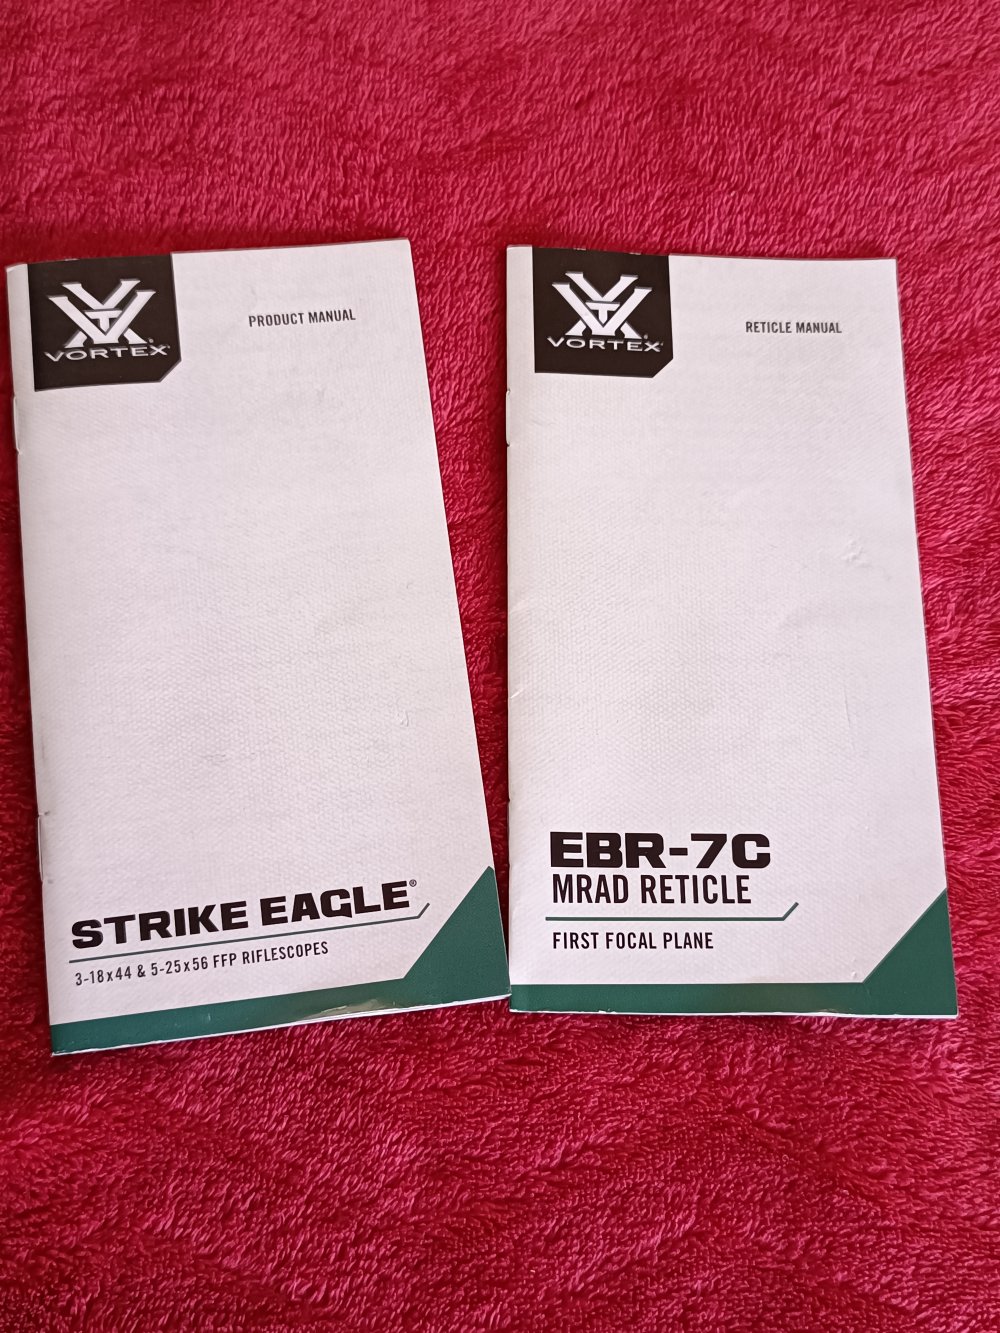 VORTEX®
PRODUCT MANUAL
STRIKE EAGLE®
3-18x44 & 5-25x56 FFP RIFLESCOPES
VORTEX®
RETICLE MANUAL
EBR-7C
MRAD RETICLE
FIRST FOCAL PLANE